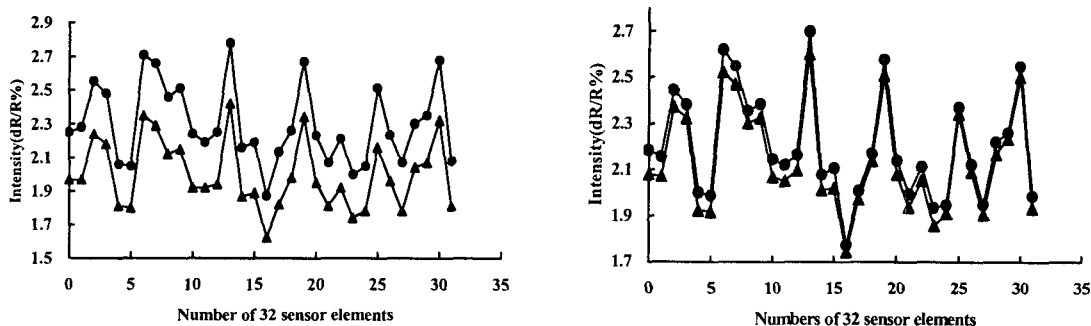 Intensity(dR/R%)
2.9
2.7
2.5
2.3
2.1
1.9
1.7
1.5
0 5 10 15 20 25 30 35
Number of 32 sensor elements
Intensity(dR/R%)
2.7
2.5
2.3
2.1
1.9
1.7
0 5 10 15 20 25 30 35
Numbers of 32 sensor elements